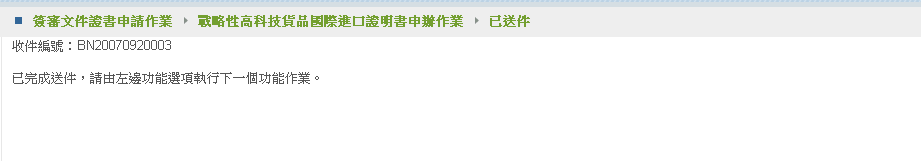 簽審文件證書申請作業 戰略性高科技貨品國際進口證明書申辦作業 已送件
收件編號：BN20070920003
已完成送件，請由左邊功能選項執行下一個功能作業。